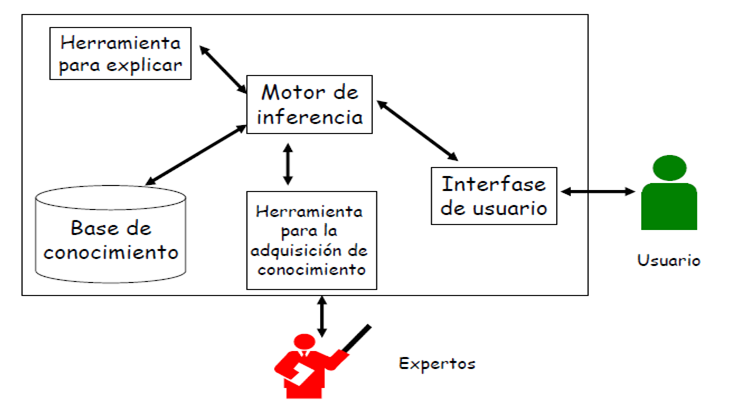 Herramienta
para explicar
Motor de
inferencia
Interfase
de usuario
Base de
conocimiento
Herramienta
para la
adquisición de
conocimiento
Usuario
Expertos